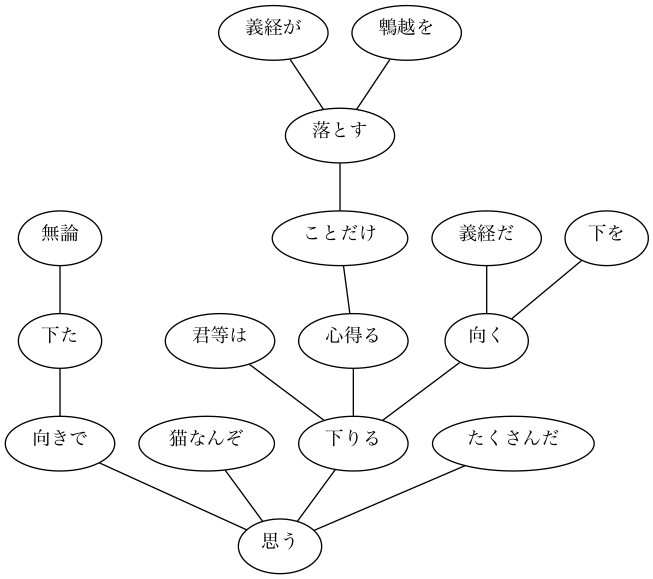 義経が
鵯越を
落とす
無論
ことだけ
義経だ
下を
下た
君等は
心得る
向く
向きで
猫なんぞ
下りる
たくさんだ
思う